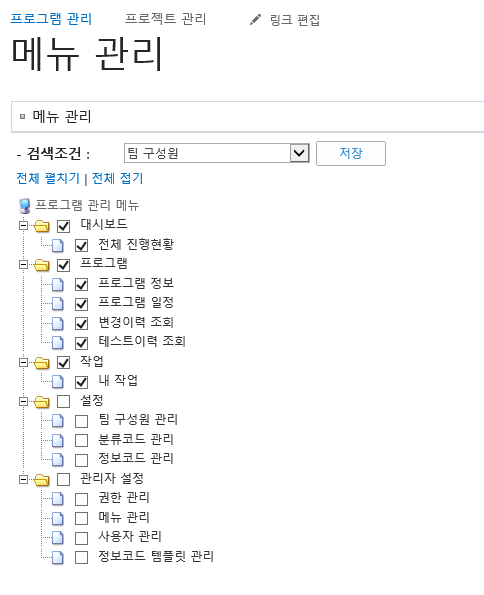 프로그램 관리 프로젝트 관리 링크 편집
메뉴 관리
메뉴 관리
- 검색조건 : 팀 구성원 저장
전체 펼치기 | 전체 접기
프로그램 관리 메뉴
대시보드
전체 진행현황
프로그램
프로그램 정보
프로그램 일정
변경이력 조회
테스트이력 조회
작업
내 작업
설정
팀 구성원 관리
분류코드 관리
정보코드 관리
관리자 설정
권한 관리
메뉴 관리
사용자 관리
정보코드 템플릿 관리